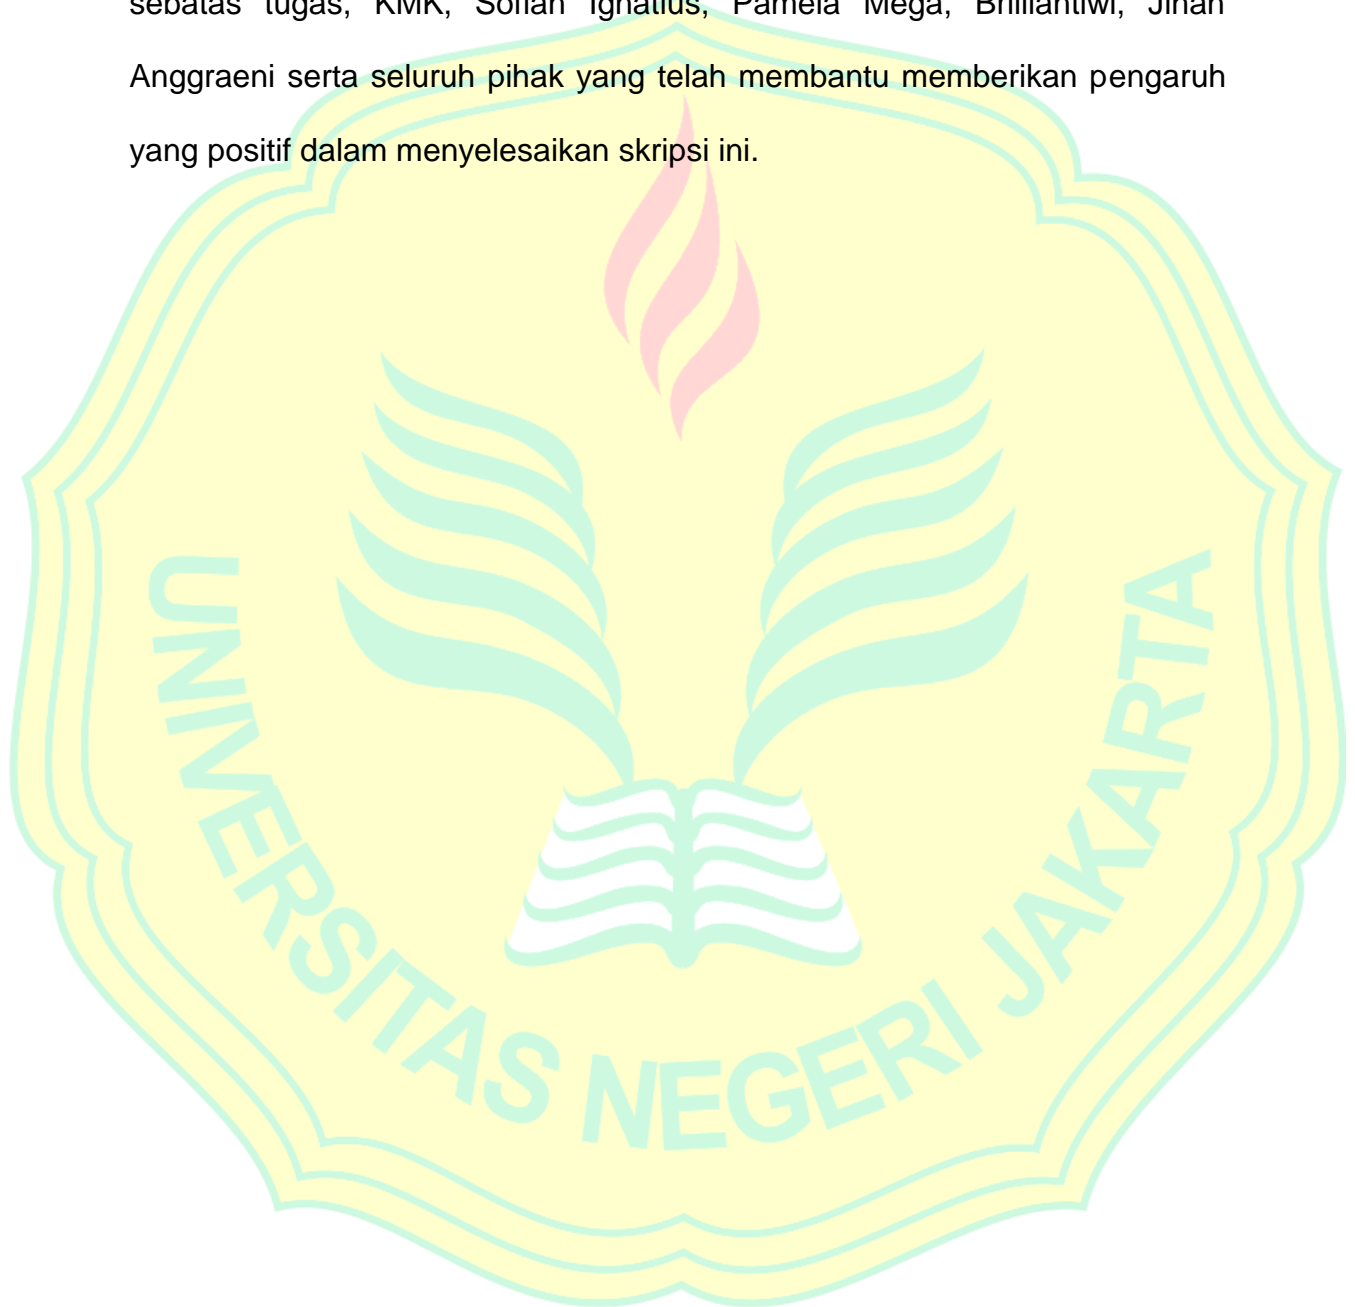 sebatas tugas, KMK, Sofian Ignatius, Pamela Mega, Brilliantiwi, Jihan
Anggraeni serta seluruh pihak yang telah membantu memberikan pengaruh
yang positif dalam menyelesaikan skripsi ini.
UNIVERSITAS NEGERI JAKARTA